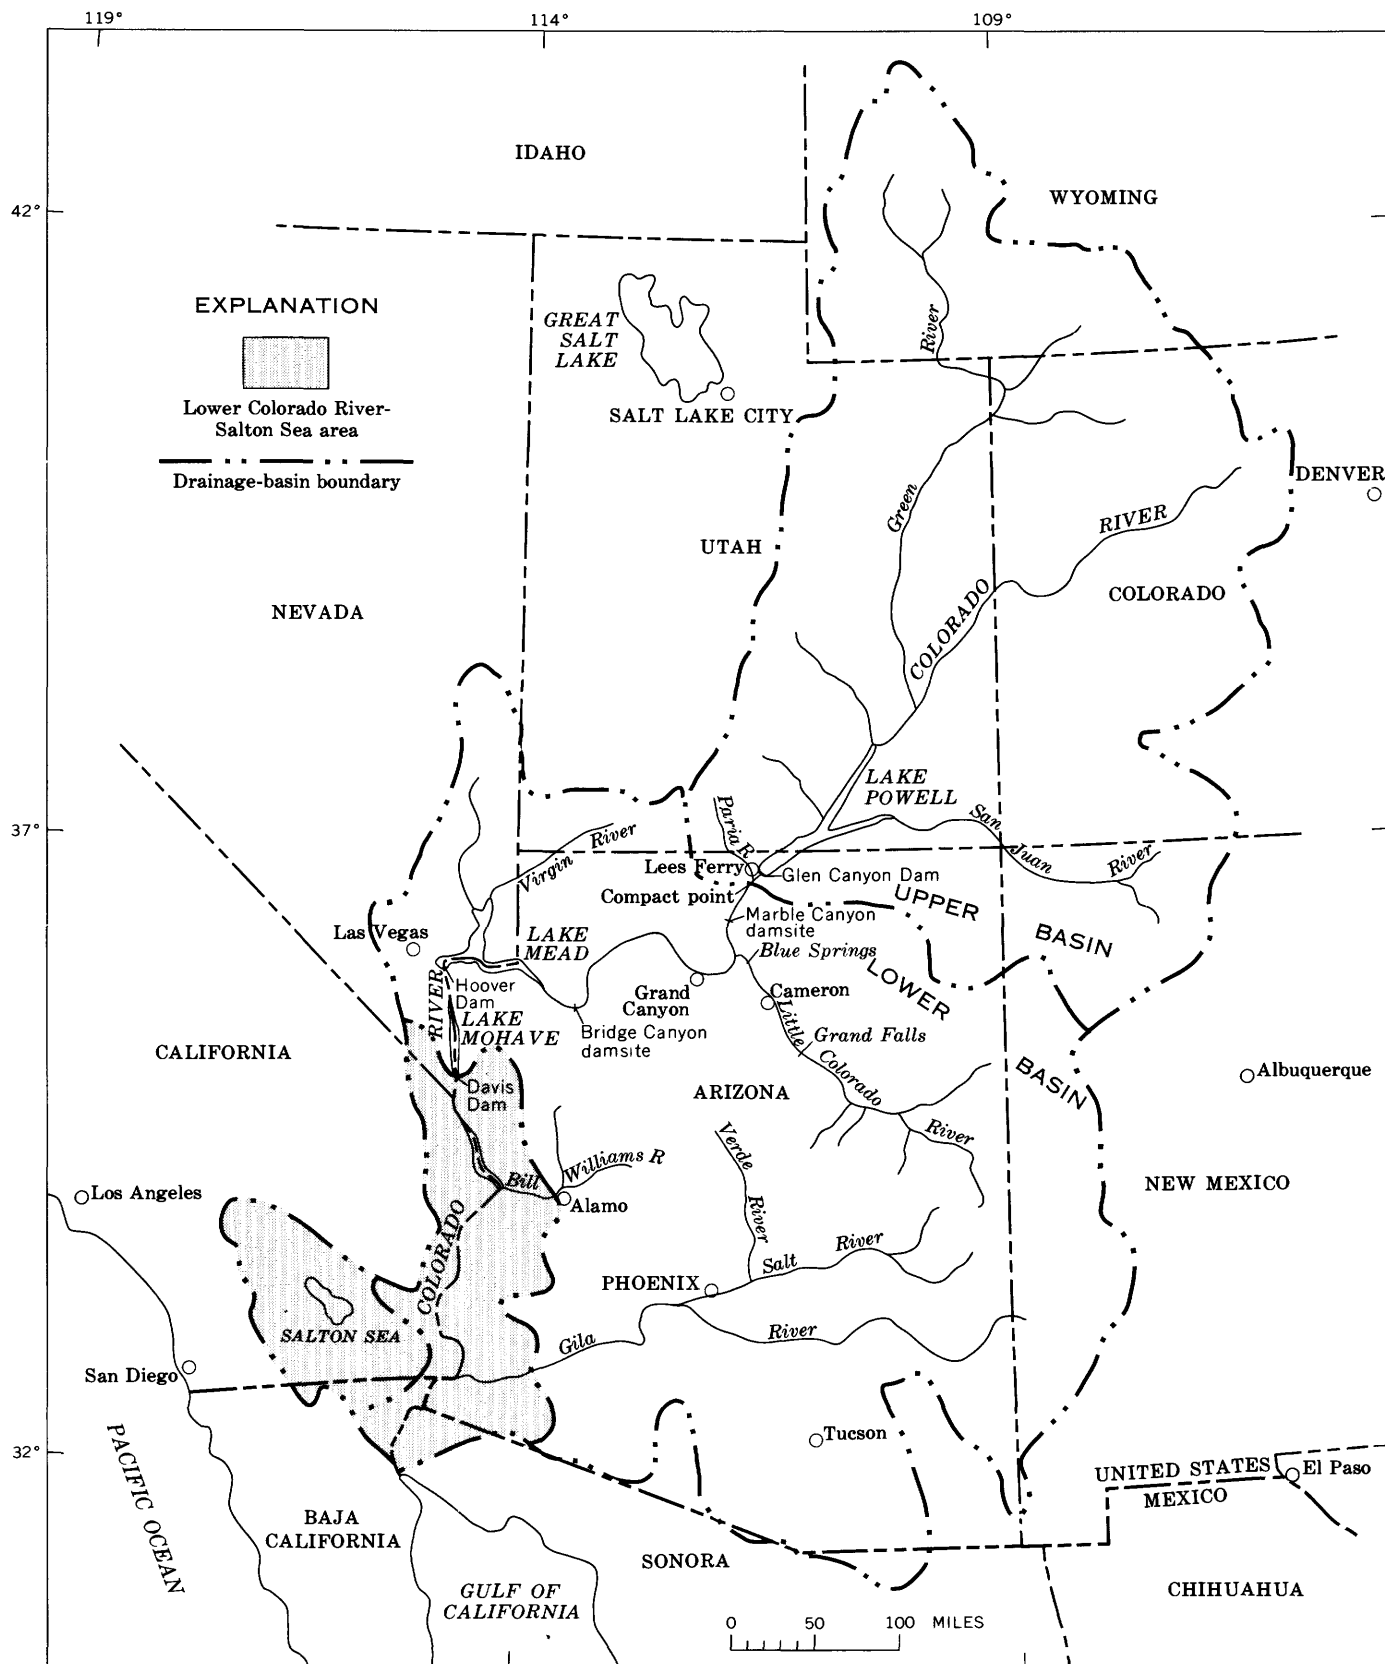 119°
114°
109°
IDAHO
42°
WYOMING
EXPLANATION
Lower Colorado River-
Salton Sea area
Drainage-basin boundary
GREAT
SALT
LAKE
SALT LAKE CITY
River
DENVER
Green
RIVER
UTAH
COLORADO
COLORADO
NEVADA
LAKE
POWELL
37°
Paria R
San
Juan
River
Virgin River
Lees Ferry
Glen Canyon Dam
Compact point
UPPER
BASIN
Marble Canyon
damsite
Las Vegas
LAKE
MEAD
Blue Springs
LOWER
BASIN
RIVER
Hoover
Dam
Grand
Canyon
Cameron
LAKE
MOHAVE
Bridge Canyon
damsite
Little
Grand Falls
Colorado
River
CALIFORNIA
Davis
Dam
ARIZONA
Albuquerque
Verde
River
Bill
Williams R
Alamo
NEW MEXICO
Los Angeles
COLORADO
Salt
River
PHOENIX
SALTON SEA
Gila
River
San Diego
32°
Tucson
UNITED STATES
MEXICO
El Paso
PACIFIC OCEAN
BAJA
CALIFORNIA
SONORA
GULF OF
CALIFORNIA
CHIHUAHUA
0 50 100 MILES